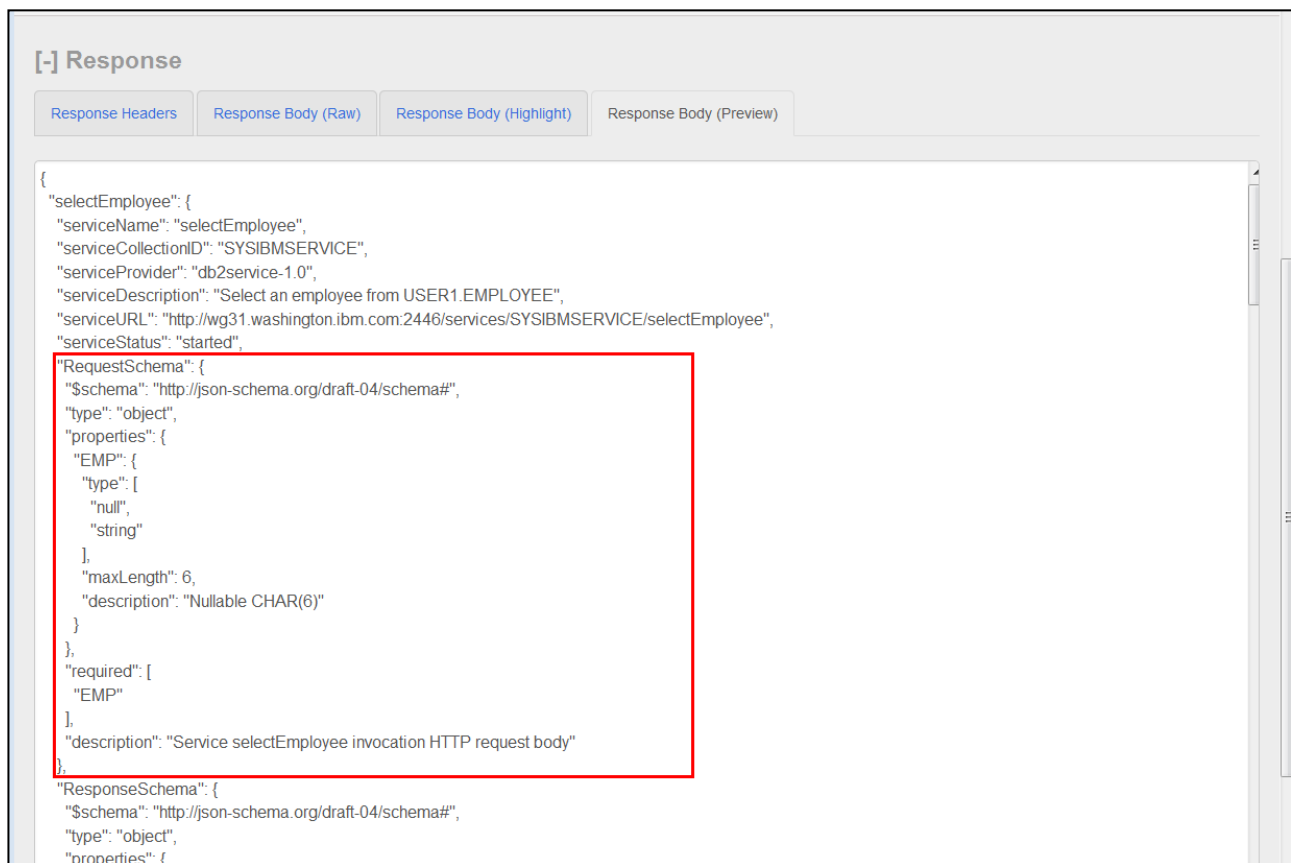 [-] Response
Response Headers
Response Body (Raw)
Response Body (Highlight)
Response Body (Preview)
{
"selectEmployee": {
"serviceName": "selectEmployee",
"serviceCollectionID": "SYSIBMSERVICE",
"serviceProvider": "db2service-1.0",
"serviceDescription": "Select an employee from USER1.EMPLOYEE",
"serviceURL": "http://wg31.washington.ibm.com:2446/services/SYSIBMSERVICE/selectEmployee",
"serviceStatus": "started",
"RequestSchema": {
"$schema": "http://json-schema.org/draft-04/schema#",
"type": "object",
"properties": {
"EMP": {
"type": [
"null",
"string"
],
"maxLength": 6,
"description": "Nullable CHAR(6)"
}
},
"required": [
"EMP"
],
"description": "Service selectEmployee invocation HTTP request body"
},
"ResponseSchema": {
"$schema": "http://json-schema.org/draft-04/schema#",
"type": "object",
"properties": {